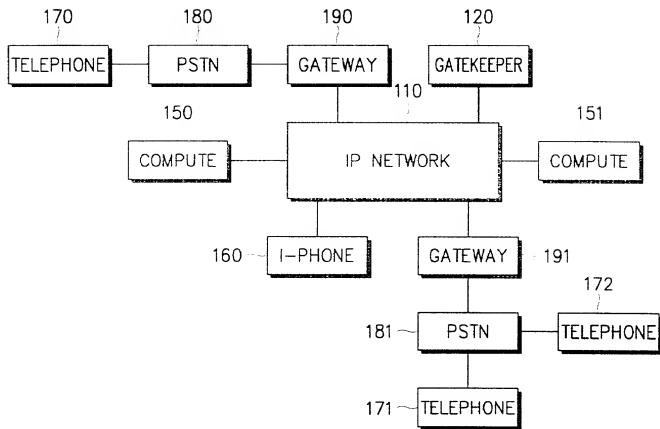 170
180
190
120
TELEPHONE
PSTN
GATEWAY
GATEKEEPER
110
150
151
COMPUTE
IP NETWORK
COMPUTE
160
I-PHONE
GATEWAY
191
172
181
PSTN
TELEPHONE
171
TELEPHONE